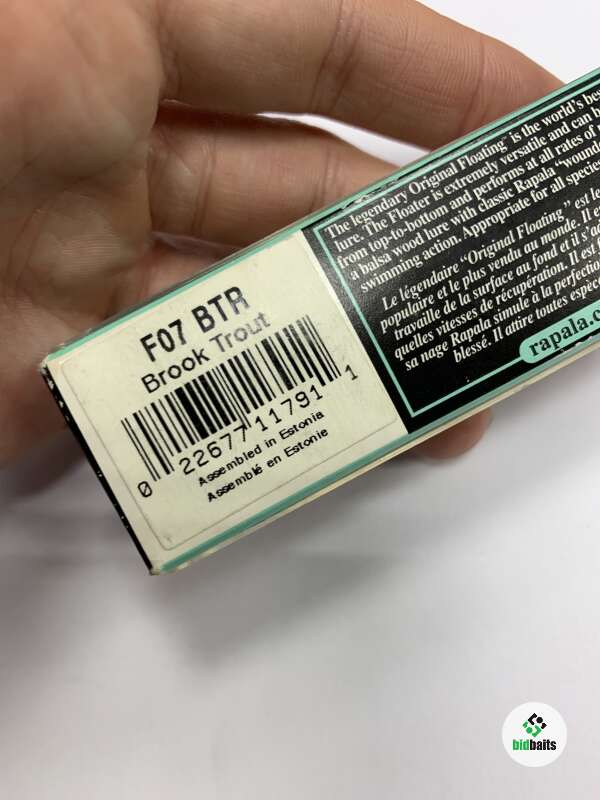 F07 BTR
Brook Trout
0 22677 11791 1
Assembled in Estonia
Assemblé en Estonie
The legendary Original Floating™ is the world's bes
lure. The Floater is extremely versatile and can b
from top-to-bottom and performs at all rates of
a balsa wood lure with classic Rapala "wound
swimming action. Appropriate for all species
Le légendaire "Original Floating" est le
populaire et le plus vendu au monde. Il es
travaille de la surface au fond et il s'a
quelles vitesses de récupération. Il est f
sa nage Rapala simule à la perfectio
blessé. Il attire toutes espèc
rapala.c
bidbaits